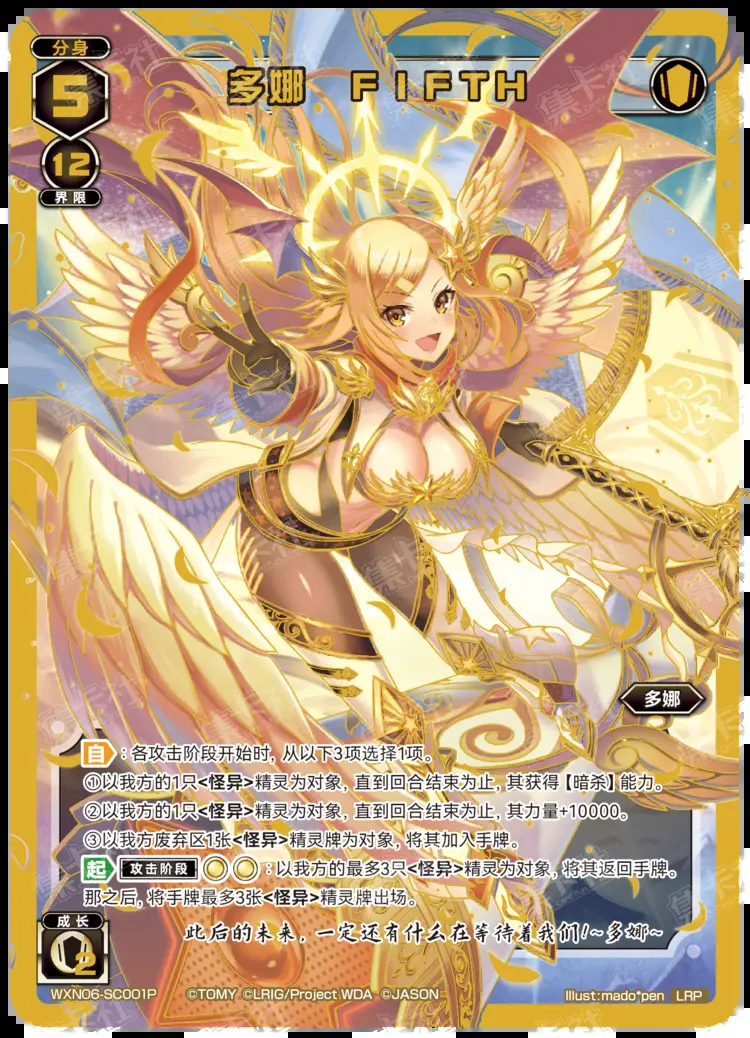 分身
5
多娜 FIFTH
12
界限
多娜
自:各攻击阶段开始时,从以下3项选择1项。
①以我方的1只<怪异>精灵为对象,直到回合结束为止,其获得【暗杀】能力。
②以我方的1只<怪异>精灵为对象,直到回合结束为止,其力量+10000。
③以我方废弃区1张<怪异>精灵牌为对象,将其加入手牌。
起 攻击阶段 :以我方的最多3只<怪异>精灵为对象,将其返回手牌。
那之后,将手牌最多3张<怪异>精灵牌出场。
此后的未来,一定还有什么在等待着我们!~多娜~
成长
2
WXN06-SC001P ©TOMY ©LRIG/Project WDA ©JASON Illust:mado*pen LRP
集卡社